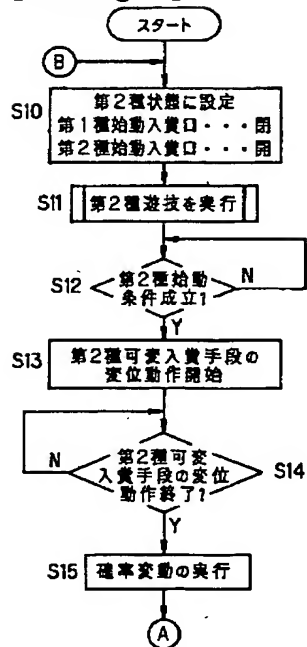 スタート
B
S10
第2種状態に設定
第1種始動入賞口・・・閉
第2種始動入賞口・・・開
S11
第2種遊技を実行
S12
第2種始動
条件成立?
N
Y
S13
第2種可変入賞手段の
変位動作開始
N
第2種可変
入賞手段の変位
動作終了?
S14
Y
S15
確率変動の実行
A